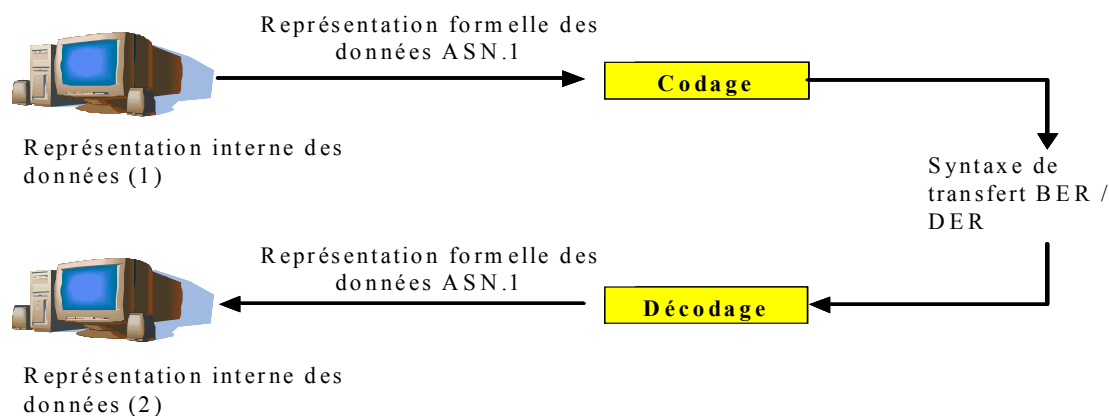 Représentation formelle des
données ASN.1
Codage
Représentation interne des
données (1)
Syntaxe de
transfert BER /
DER
Représentation formelle des
données ASN.1
Décodage
Représentation interne des
données (2)